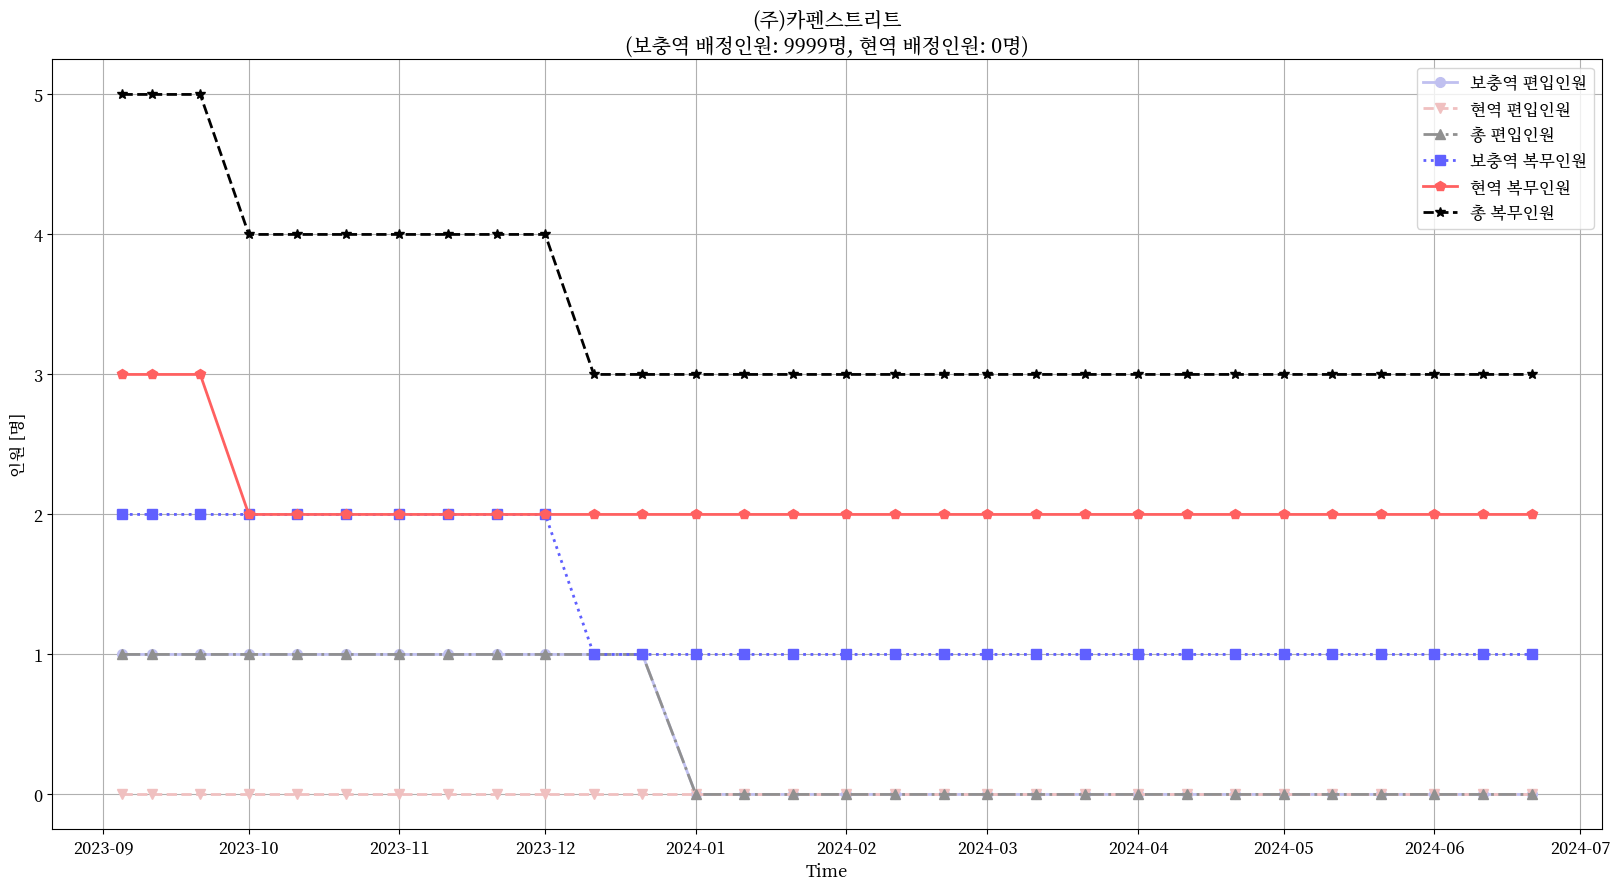 (주)카펜스트리트
(보충역 배정인원: 9999명, 현역 배정인원: 0명)
보충역 편입인원
현역 편입인원
총 편입인원
보충역 복무인원
현역 복무인원
총 복무인원
인원 [명]
5
4
3
2
1
0
2023-09
2023-10
2023-11
2023-12
2024-01
2024-02
2024-03
2024-04
2024-05
2024-06
2024-07
Time